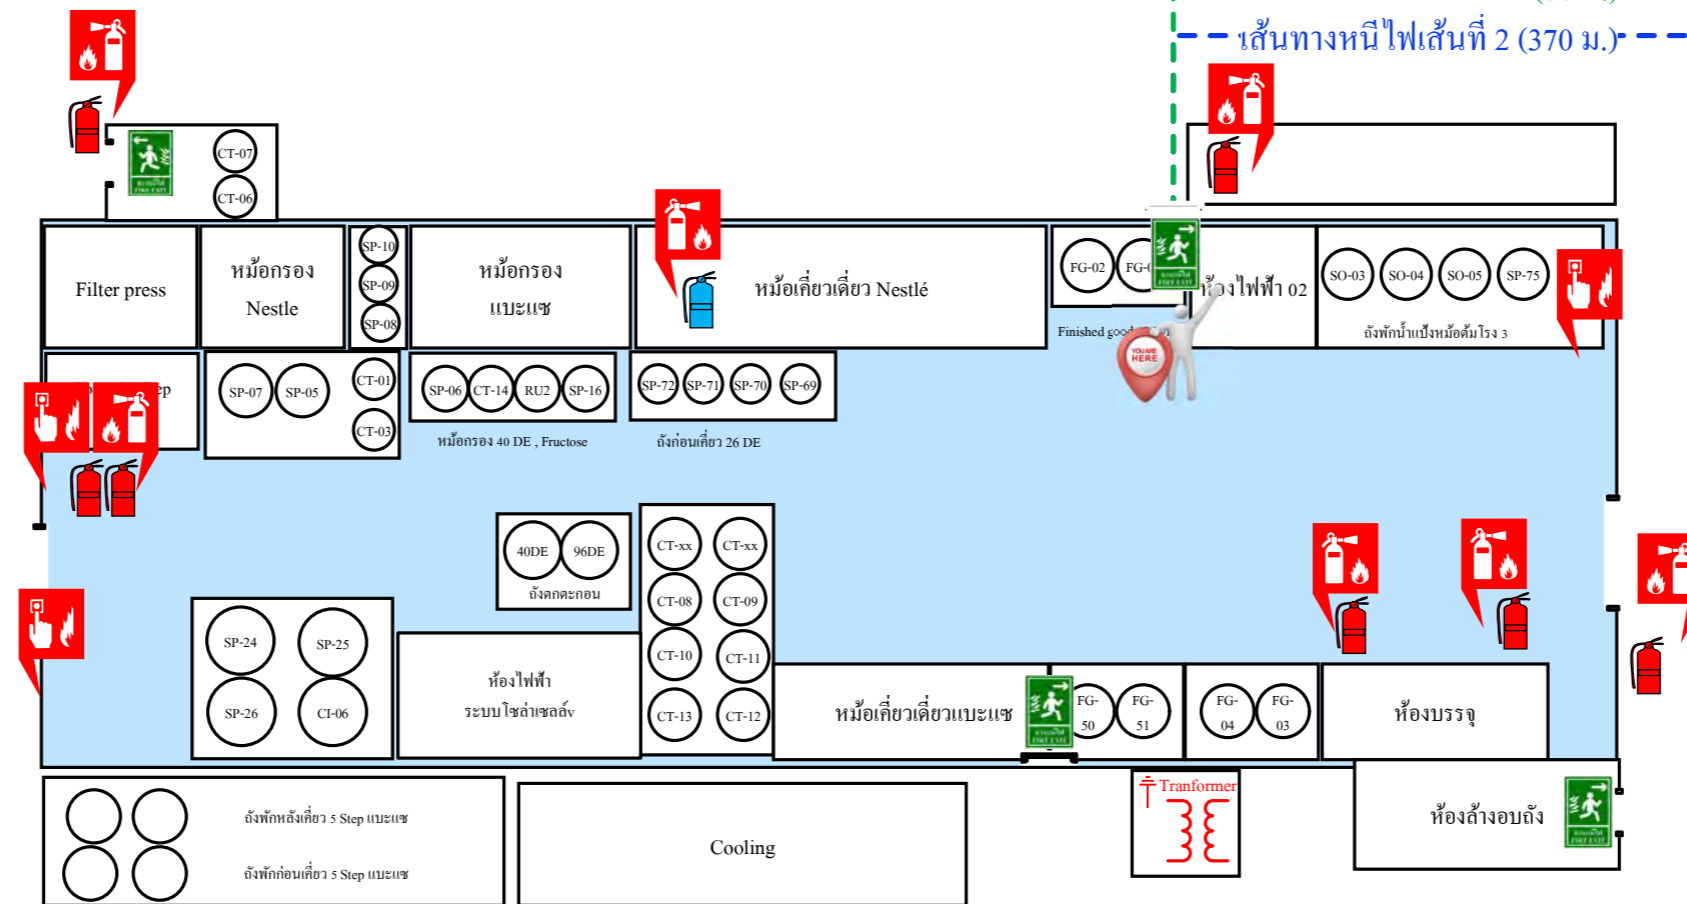 เส้นทางหนีไฟเส้นที่ 2 (370 ม.)
CT-07
CT-06
Filter press
หม้อกรอง
Nestle
SP-10
SP-09
SP-08
หม้อกรอง
แบะแซ
หม้อเคี่ยวเดี่ยว Nestlé
FG-02
ห้องไฟฟ้า 02
SO-03
SO-04
SO-05
SP-75
ถังพักน้ำแป้งหม้อต้มโรง 3
Finished
YOU ARE
HERE
SP-07
SP-05
CT-01
CT-03
SP-06
CT-14
RU2
SP-16
หม้อกรอง 40 DE , Fructose
SP-72
SP-71
SP-70
SP-69
ถังก่อนเคี่ยว 26 DE
40DE
96DE
ถังตกตะกอน
CT-xx
CT-xx
CT-08
CT-09
CT-10
CT-11
CT-13
CT-12
SP-24
SP-25
SP-26
CI-06
ห้องไฟฟ้า
ระบบโซล่าเซลล์v
หม้อเคี่ยวเดี่ยวแบะแซ
FG-
50
FG-
51
FG-
04
FG-
03
ห้องบรรจุ
ถังพักหลังเคี่ยว 5 Step แบะแซ
ถังพักก่อนเคี่ยว 5 Step แบะแซ
Cooling
Tranformer
ห้องล้างอบถัง